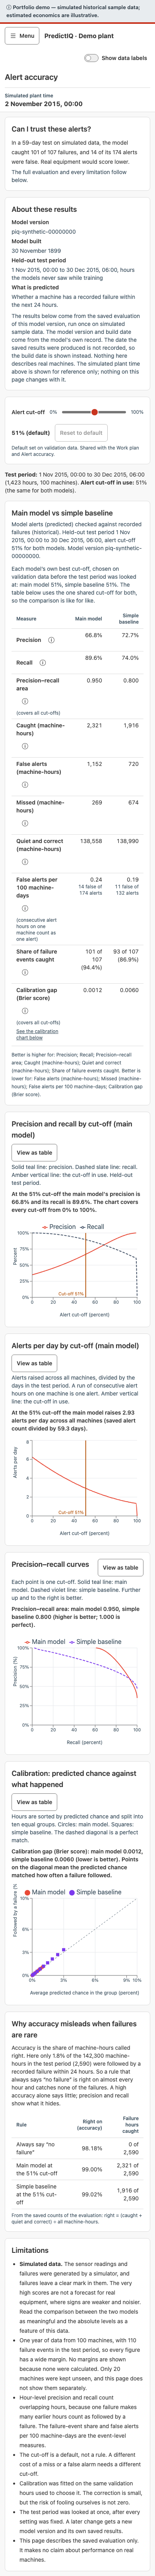 ⓘ Portfolio demo — simulated historical sample data;
estimated economics are illustrative.
☰ Menu
PredictIQ · Demo plant
Show data labels
Alert accuracy
Simulated plant time
2 November 2015, 00:00
Can I trust these alerts?
In a 59-day test on simulated data, the model
caught 101 of 107 failures, and 14 of its 174 alerts
were false. Real equipment would score lower.
The full evaluation and every limitation
follow below.
About these results
Model version
piq-synthetic-00000000
Model built
30 November 1899
Held-out test period
1 Nov 2015, 00:00 to 30 Dec 2015, 06:00, hours
the models never saw while training
What is predicted
Whether a machine has a recorded failure within
the next 24 hours.
The results below come from the saved evaluation
of this model version, run once on simulated
sample data. The model version and build date
come from the model's own record. The date the
saved results were produced is not recorded, so
the build date is shown instead. Nothing here
describes real machines. The simulated plant time
above is shown for reference only; nothing on this
page changes with it.
Alert cut-off
0%
100%
51% (default)
Reset to default
Default set on validation data. Shared with the Work plan
and Alert accuracy.
Test period: 1 Nov 2015, 00:00 to 30 Dec 2015, 06:00
(1,423 hours, 100 machines). Alert cut-off in use: 51%
(the same for both models).
Main model vs simple baseline
Model alerts (predicted) checked against recorded
failures (historical). Held-out test period 1 Nov
2015, 00:00 to 30 Dec 2015, 06:00, alert cut-off
51% for both models. Model version piq-synthetic-
00000000.
Each model's own best cut-off, chosen on
validation data before the test period was looked
at: main model 51%, simple baseline 51%. The
table below uses the shared cut-off for both,
so the comparison is like for like.
Measure
Main model
Simple
baseline
Precision ⓘ
66.8%
72.7%
Recall ⓘ
89.6%
74.0%
Precision–recall
area
ⓘ
(covers all cut-offs)
0.950
0.800
Caught (machine-
hours)
ⓘ
2,321
1,916
False alerts
(machine-hours)
ⓘ
1,152
720
Missed (machine-
hours)
ⓘ
269
674
Quiet and correct
(machine-hours)
ⓘ
138,558
138,990
False alerts per
100 machine-
days
ⓘ
(consecutive alert
hours on one
machine count as
one alert)
0.24
14 false of
174 alerts
0.19
11 false of
132 alerts
Share of failure
events caught
ⓘ
101 of
107
(94.4%)
93 of 107
(86.9%)
Calibration gap
(Brier score)
ⓘ
(covers all cut-offs)
See the calibration
chart below
0.0012
0.0060
Better is higher for: Precision; Recall; Precision–recall
area; Caught (machine-hours); Quiet and correct
(machine-hours); Share of failure events caught. Better is
lower for: False alerts (machine-hours); Missed (machine-
hours); False alerts per 100 machine-days; Calibration gap
(Brier score).
Precision and recall by cut-off (main
model)
View as table
Solid teal line: precision. Dashed slate line: recall.
Amber vertical line: the cut-off in use. Held-out
test period.
At the 51% cut-off the main model's precision is
66.8% and its recall is 89.6%. The chart covers
every cut-off from 0% to 100%.
Precision
Recall
100%
75%
50%
25%
0%
Percent
Cut-off 51%
0
20
40
60
80
100
Alert cut-off (percent)
Alerts per day by cut-off (main model)
View as table
Alerts raised across all machines, divided by the
days in the test period. A run of consecutive alert
hours on one machine is one alert. Amber vertical
line: the cut-off in use.
At the 51% cut-off the main model raises 2.93
alerts per day across all machines (saved alert
count divided by 59.3 days).
8
6
4
2
0
Alerts per day
Cut-off 51%
0
20
40
60
80
100
Alert cut-off (percent)
Precision–recall curves
View as table
Each point is one cut-off. Solid teal line: main
model. Dashed violet line: simple baseline. Further
up and to the right is better.
Precision–recall area: main model 0.950, simple
baseline 0.800 (higher is better; 1.000 is
perfect).
Main model
Simple baseline
100%
75%
50%
25%
0%
Precision (%)
0
20
40
60
80
100
Recall (percent)
Calibration: predicted chance against
what happened
View as table
Hours are sorted by predicted chance and split into
ten equal groups. Circles: main model. Squares:
simple baseline. The dashed diagonal is a perfect
match.
Calibration gap (Brier score): main model 0.0012,
simple baseline 0.0060 (lower is better). Points
on the diagonal mean the predicted chance
matched how often a failure followed.
Main model
Simple baseline
10%
6%
3%
0%
Followed by a failure (%
0%
3%
6%
9%
10%
Average predicted chance in the group (percent)
Why accuracy misleads when failures
are rare
Accuracy is the share of machine-hours called
right. Here only 1.8% of the 142,300 machine-
hours in the test period (2,590) were followed by a
recorded failure within 24 hours. So a rule that
always says "no failure" is right almost every
hour and catches none of the failures. A high
accuracy alone says little; precision and recall
show what it hides.
Rule
Right on
(accuracy)
Failure
hours
caught
Always say "no
failure"
98.18%
0 of
2,590
Main model at
the 51% cut-off
99.00%
2,321 of
2,590
Simple baseline
at the 51% cut-
off
99.02%
1,916 of
2,590
From the saved counts of the evaluation: right = (caught +
quiet and correct) ÷ all machine-hours.
Limitations
• Simulated data. The sensor readings and
failures were generated by a simulator, and
failures leave a clear mark in them. The very
high scores are not a forecast for real
equipment, where signs are weaker and noisier.
Read the comparison between the two models
as meaningful and the absolute levels as a
feature of this data.
• One year of data from 100 machines, with 110
failure events in the test period, so every figure
has a wide margin. No margins are shown
because none were calculated. Only 20
machines were kept unseen, and this page does
not show them separately.
• Hour-level precision and recall count
overlapping hours, because one failure makes
many earlier hours count as followed by a
failure. The failure-event share and false alerts
per 100 machine-days are the event-level
measures.
• The cut-off is a default, not a rule. A different
cost of a miss or a false alarm needs a different
cut-off.
• Calibration was fitted on the same validation
hours used to choose it. The correction is small,
but the risk of fooling ourselves is not zero.
• The test period was looked at once, after every
setting was fixed. A later change gets a new
model version and its own saved results.
• This page describes the saved evaluation only.
It makes no claim about performance on real
machines.